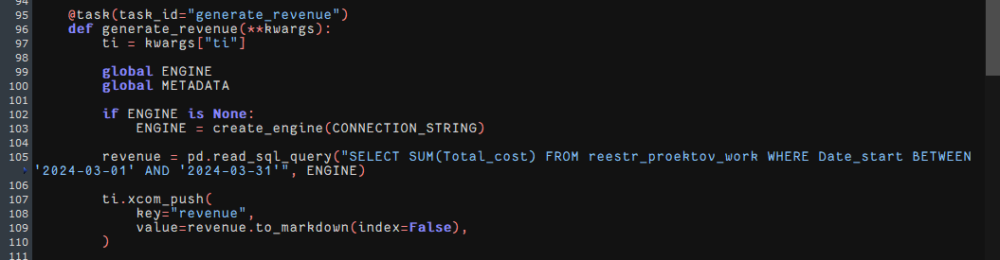 94
95     @task(task_id="generate_revenue")
96     def generate_revenue(**kwargs):
97         ti = kwargs["ti"]
98
99         global ENGINE
100         global METADATA
101
102         if ENGINE is None:
103             ENGINE = create_engine(CONNECTION_STRING)
104
105         revenue = pd.read_sql_query("SELECT SUM(Total_cost) FROM reestr_proektov_work WHERE Date_start BETWEEN
'2024-03-01' AND '2024-03-31'", ENGINE)
106
107         ti.xcom_push(
108             key="revenue",
109             value=revenue.to_markdown(index=False),
110         )
111